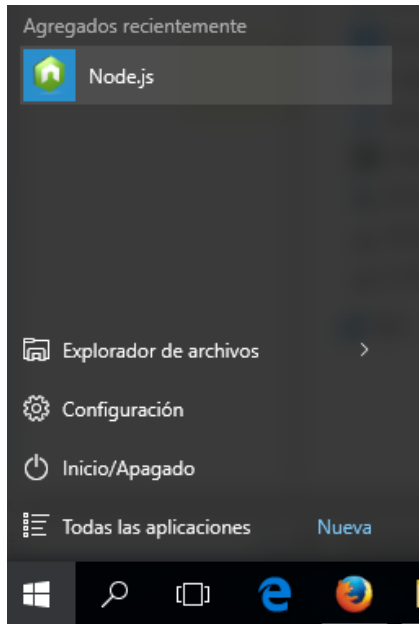 Agregados recientemente
Node.js
Explorador de archivos
Configuración
Inicio/Apagado
Todas las aplicaciones Nueva